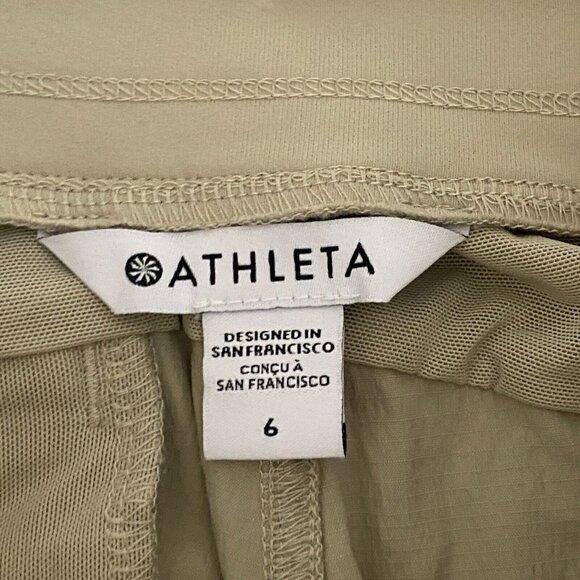 ATHLETA
DESIGNED IN
SAN FRANCISCO
CONÇU À
SAN FRANCISCO
6